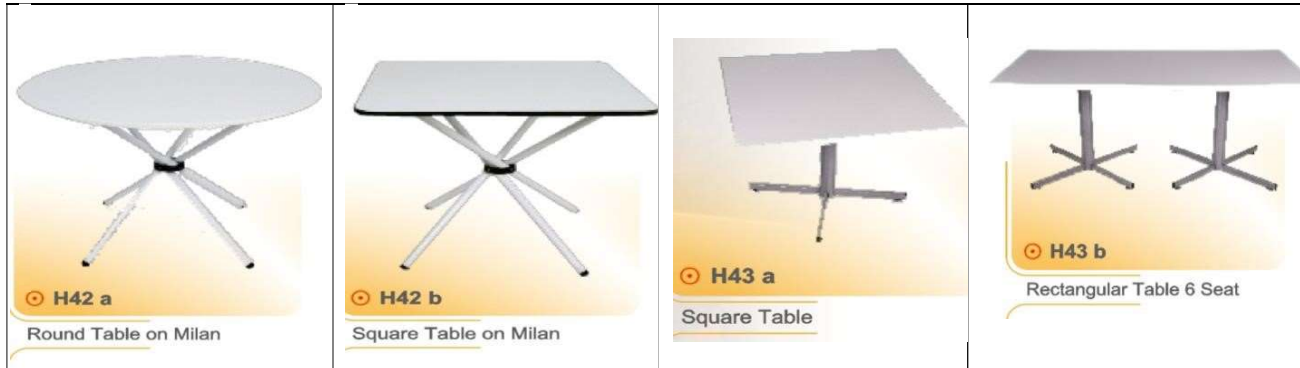 H42 a
Round Table on Milan
H42 b
Square Table on Milan
H43 a
Square Table
H43 b
Rectangular Table 6 Seat